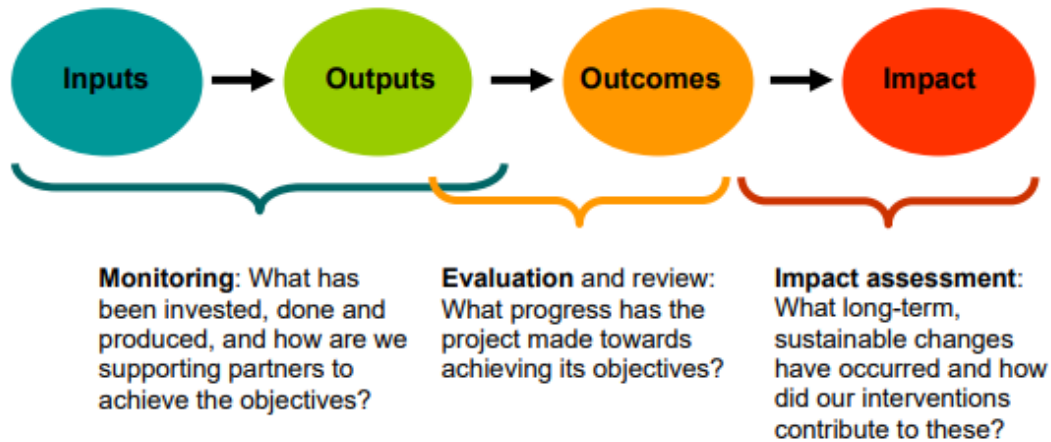 Inputs
Outputs
Outcomes
Impact
Monitoring: What has
been invested, done and
produced, and how are we
supporting partners to
achieve the objectives?
Evaluation and review:
What progress has the
project made towards
achieving its objectives?
Impact assessment:
What long-term,
sustainable changes
have occurred and how
did our interventions
contribute to these?